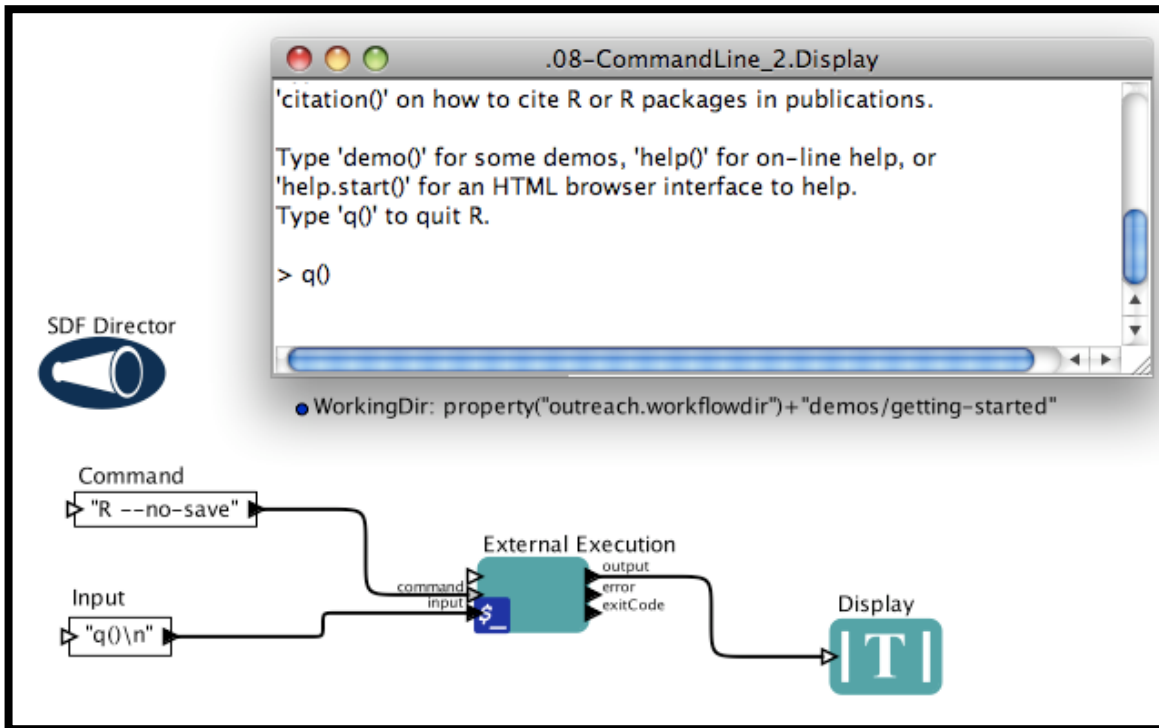 .08-CommandLine_2.Display
'citation()' on how to cite R or R packages in publications.
Type 'demo()' for some demos, 'help()' for on-line help, or
'help.start()' for an HTML browser interface to help.
Type 'q()' to quit R.
> q()
SDF Director
WorkingDir: property("outreach.workflowdir")+"demos/getting-started"
Command
"R --no-save"
External Execution
command
input
output
error
exitCode
$_
Input
"q()\n"
Display
T